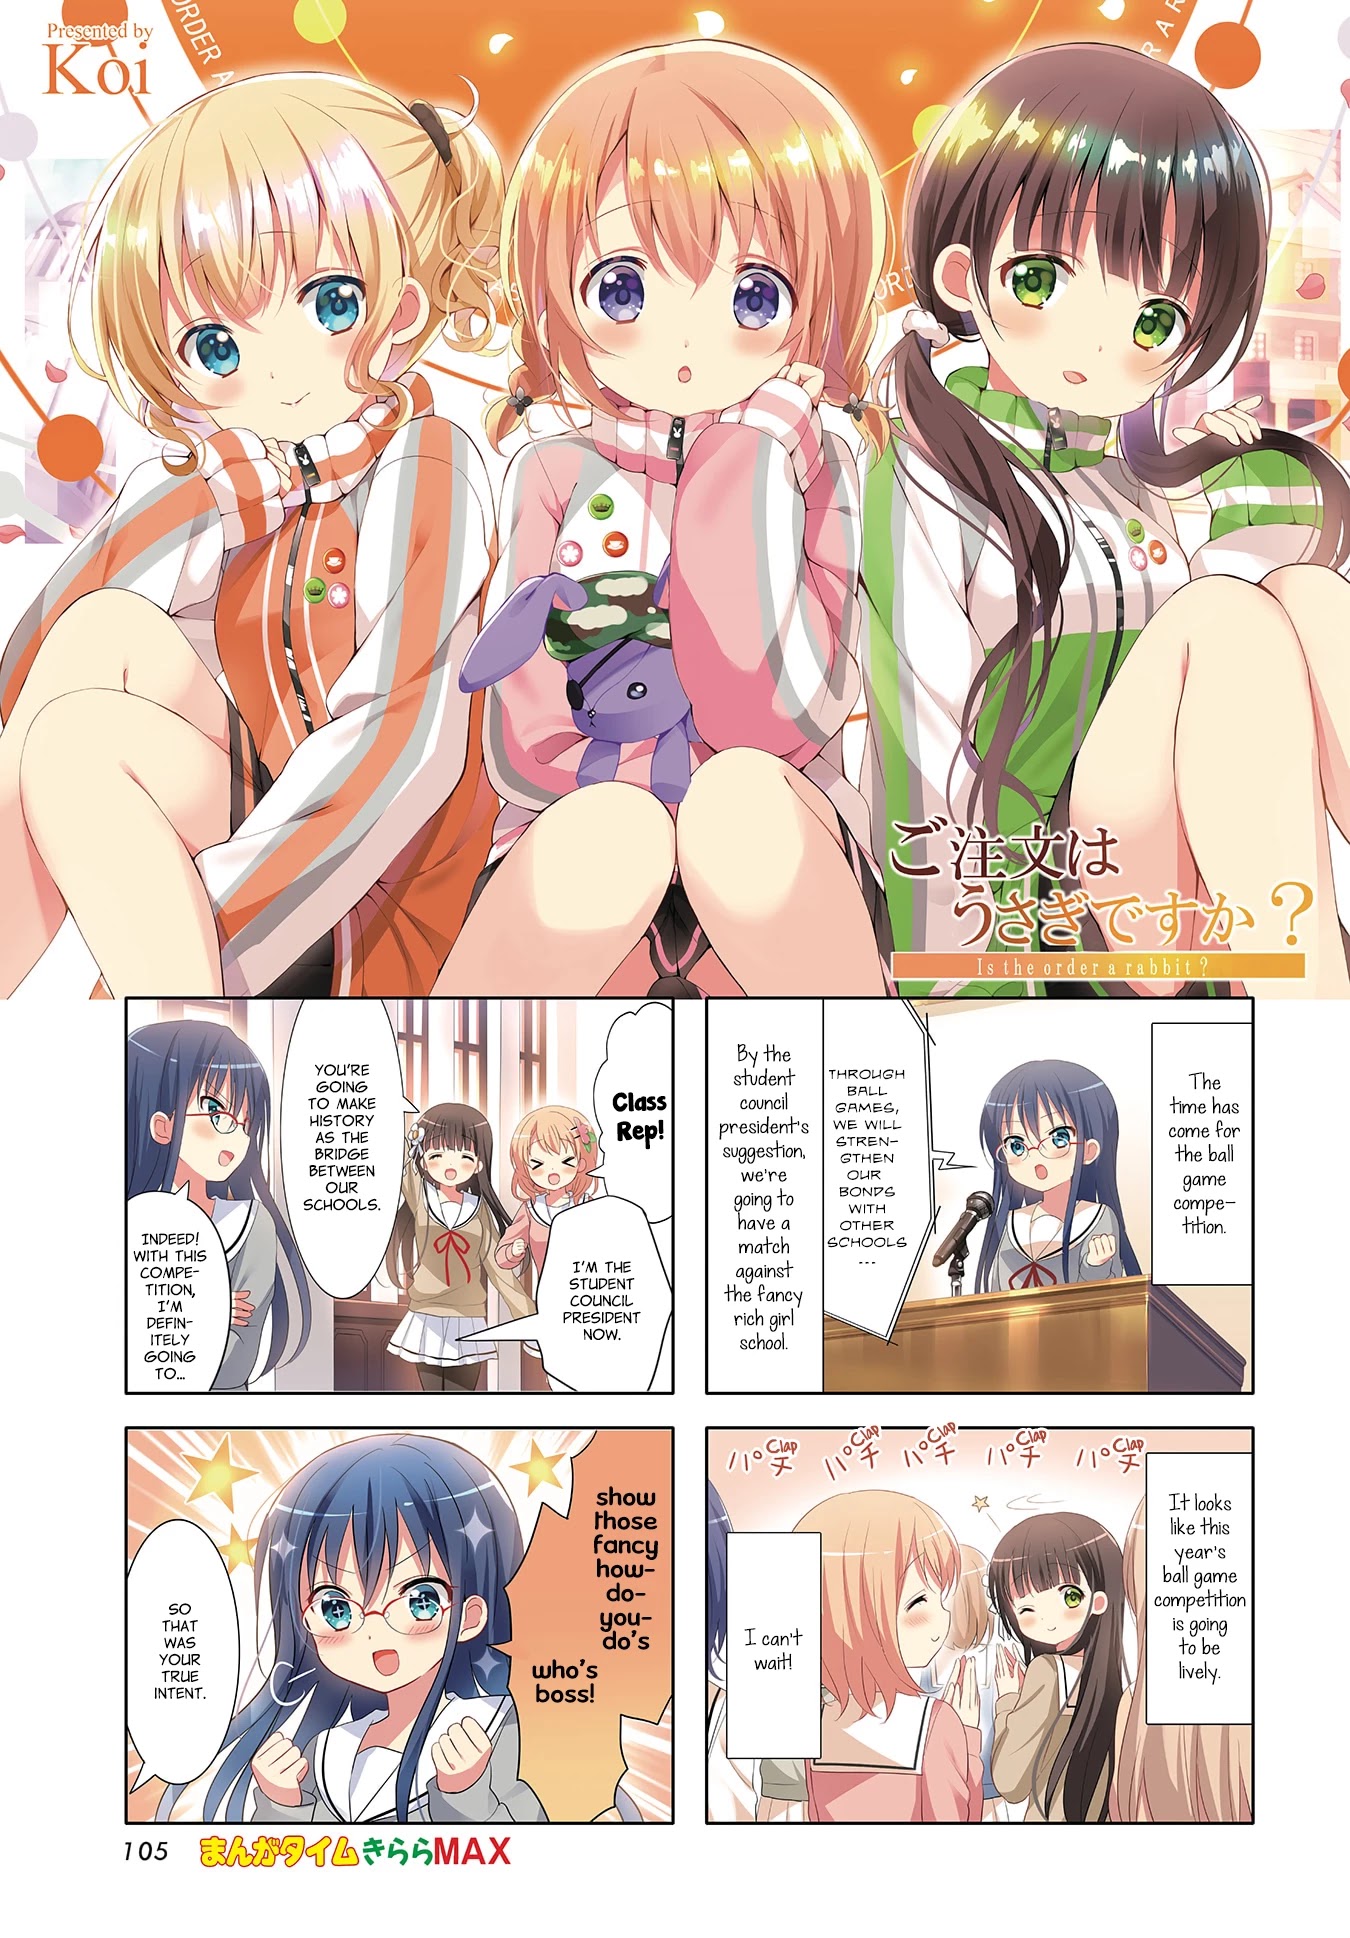 Presented by
Koi
ORDER A
A S
ORD
R A R
ご注文は
うさぎですか?
Is the order a rabbit?
The
time has
come for
the ball
game
compe-
tition.
THROUGH
BALL
GAMES,
WE WILL
STREN-
GTHEN
OUR
BONDS
WITH
OTHER
SCHOOLS
...
By the
student
council
president's
suggestion,
we're
going to
have a
match
against
the fancy
rich girl
school.
パチ Clap
パチ Clap
パチ Clap
パチ Clap
パチ Clap
It looks
like this
year's
ball game
competition
is going
to be
lively.
I can't
wait!
Class
Rep!
I'M THE
STUDENT
COUNCIL
PRESIDENT
NOW.
YOU'RE
GOING
TO MAKE
HISTORY
AS THE
BRIDGE
BETWEEN
OUR
SCHOOLS.
INDEED!
WITH THIS
COMPE-
TITION,
I'M
DEFIN-
ITELY
GOING
TO...
show
those
fancy
how-
do-
you-
do's
who's
boss!
SO
THAT
WAS
YOUR
TRUE
INTENT.
105
まんがタイムきららMAX